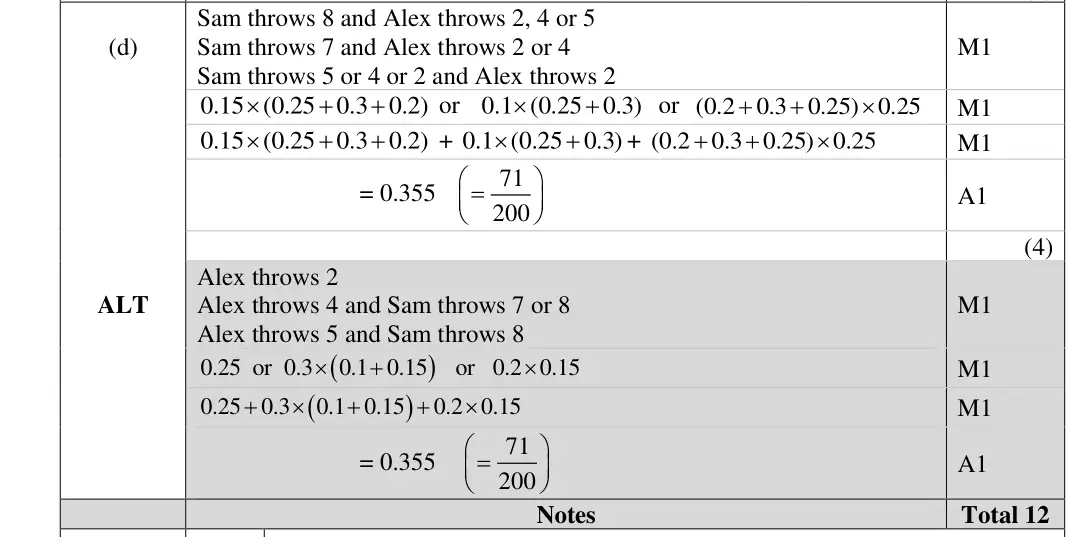 (d)
Sam throws 8 and Alex throws 2, 4 or 5
Sam throws 7 and Alex throws 2 or 4
Sam throws 5 or 4 or 2 and Alex throws 2
M1
0.15×(0.25+0.3+0.2) or 0.1×(0.25+0.3) or (0.2+0.3+0.25)×0.25 M1
0.15×(0.25+0.3+0.2) + 0.1×(0.25+0.3)+ (0.2+0.3+0.25)×0.25 M1
= 0.355 (= 71/200) A1
(4)
ALT
Alex throws 2
Alex throws 4 and Sam throws 7 or 8
Alex throws 5 and Sam throws 8
M1
0.25 or 0.3×(0.1+0.15) or 0.2×0.15 M1
0.25+0.3×(0.1+0.15)+0.2×0.15 M1
= 0.355 (= 71/200) A1
Notes Total 12